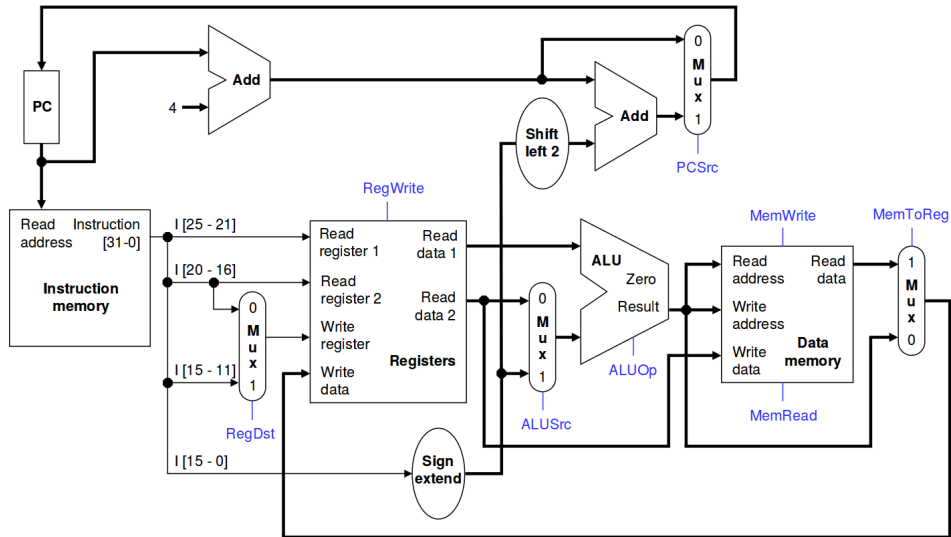 PC
4
Add
Shift
left 2
Add
0
M
u
x
1
PCSrc
Read
address
Instruction
[31-0]
Instruction
memory
I [25 - 21]
I [20 - 16]
I [15 - 11]
I [15 - 0]
0
M
u
x
1
RegDst
RegWrite
Read
register 1
Read
data 1
Read
register 2
Read
data 2
Write
register
Write
data
Registers
Sign
extend
0
M
u
x
1
ALUSrc
ALU
Zero
Result
ALUOp
MemWrite
Read
address
Read
data
Write
address
Write
data
Data
memory
MemRead
MemToReg
1
M
u
x
0